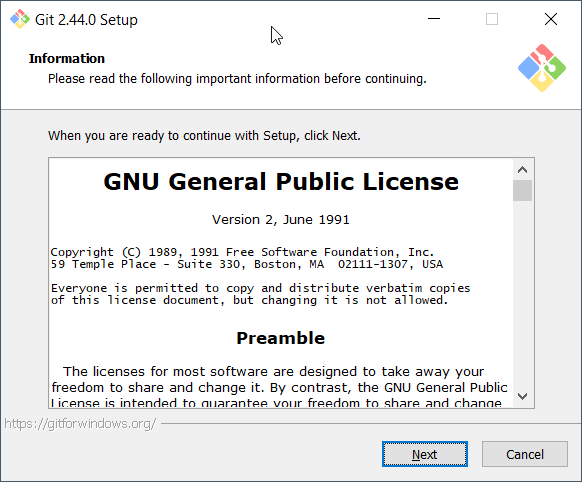 Git 2.44.0 Setup
Information
Please read the following important information before continuing.
When you are ready to continue with Setup, click Next.
GNU General Public License
Version 2, June 1991
Copyright (C) 1989, 1991 Free Software Foundation, Inc.
59 Temple Place - Suite 330, Boston, MA  02111-1307, USA
Everyone is permitted to copy and distribute verbatim copies
of this license document, but changing it is not allowed.
Preamble
The licenses for most software are designed to take away your
freedom to share and change it. By contrast, the GNU General Public
License is intended to guarantee your freedom to share and change
https://gitforwindows.org/
Next
Cancel